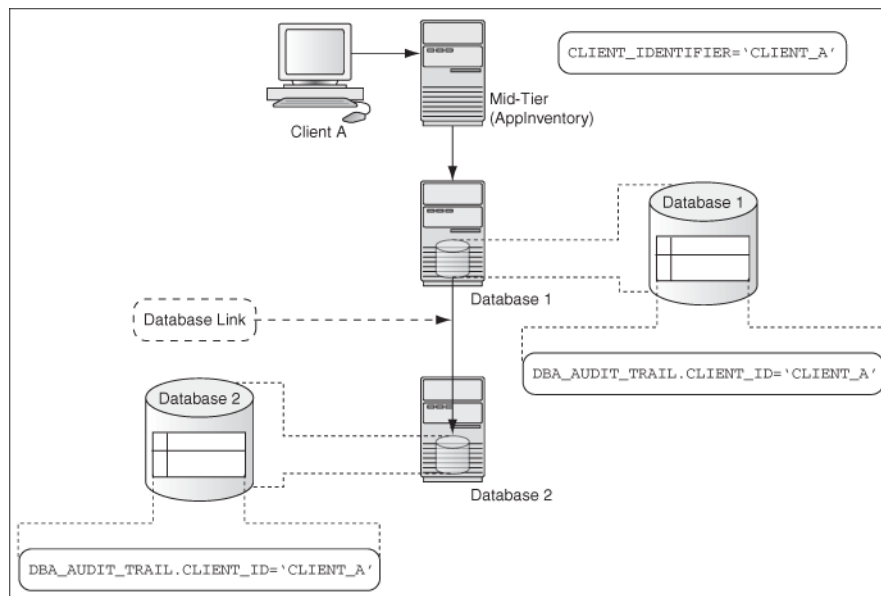 CLIENT_IDENTIFIER=‘CLIENT_A’
Mid-Tier
(AppInventory)
Client A
Database 1
Database 1
Database Link
DBA_AUDIT_TRAIL.CLIENT_ID=‘CLIENT_A’
Database 2
Database 2
DBA_AUDIT_TRAIL.CLIENT_ID=‘CLIENT_A’